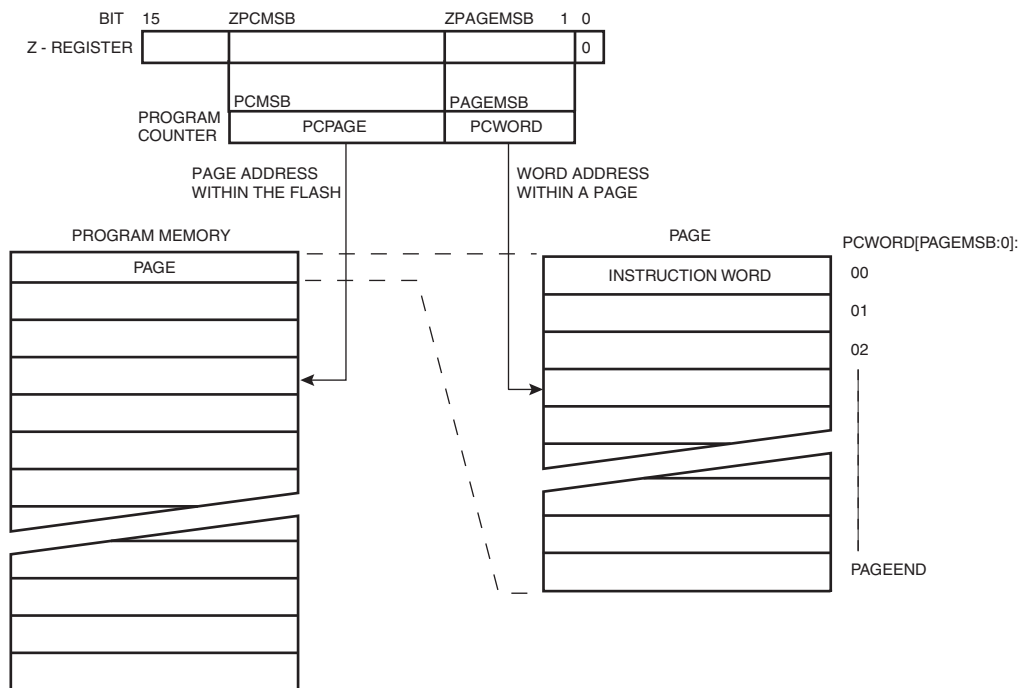 BIT 15 ZPCMSB ZPAGEMSB 1 0
Z - REGISTER 0
PCMSB PAGEMSB
PROGRAM
COUNTER
PCPAGE PCWORD
PAGE ADDRESS
WITHIN THE FLASH
WORD ADDRESS
WITHIN A PAGE
PROGRAM MEMORY
PAGE
PAGE
PCWORD[PAGEMSB:0]:
INSTRUCTION WORD
00
01
02
PAGEEND